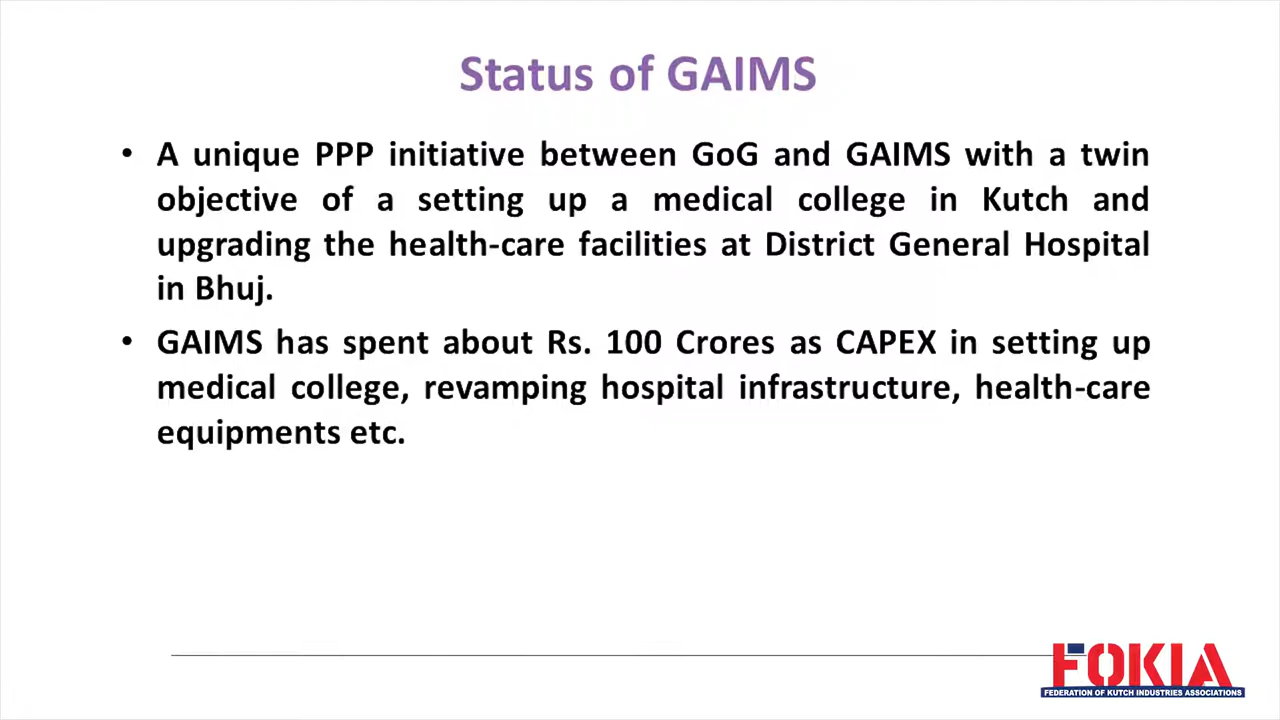 Status of GAIMS
• A unique PPP initiative between GoG and GAIMS with a twin
objective of a setting up a medical college in Kutch and
upgrading the health-care facilities at District General Hospital
in Bhuj.
• GAIMS has spent about Rs. 100 Crores as CAPEX in setting up
medical college, revamping hospital infrastructure, health-care
equipments etc.
FOKIA
FEDERATION OF KUTCH INDUSTRIES ASSOCIATIONS